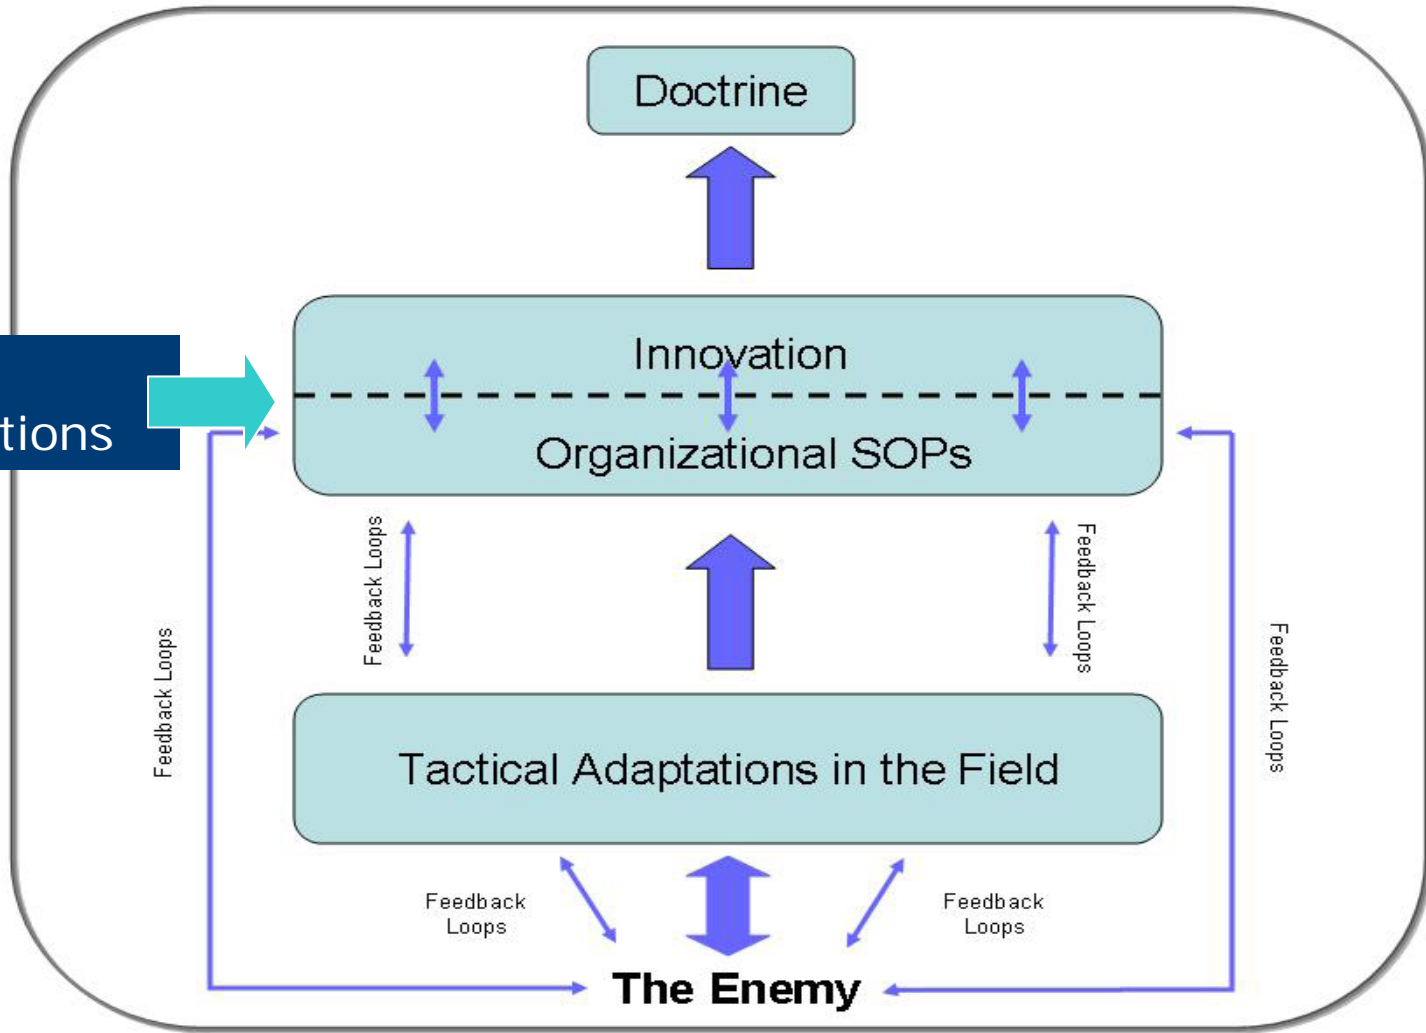 Doctrine
Innovation
tions
Organizational SOPs
Feedback Loops
Feedback Loops
Feedback Loops
Feedback Loops
Tactical Adaptations in the Field
Feedback
Loops
Feedback
Loops
The Enemy